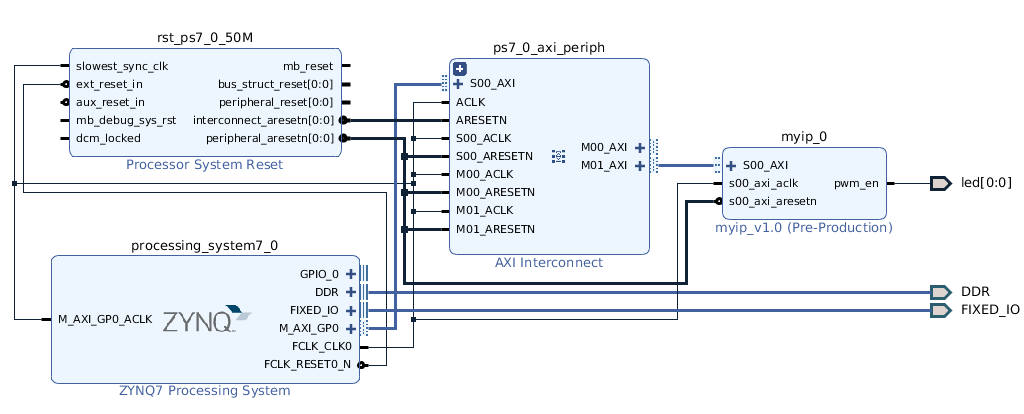 rst_ps7_0_50M
slowest_sync_clk
ext_reset_in
aux_reset_in
mb_debug_sys_rst
dcm_locked
mb_reset
bus_struct_reset[0:0]
peripheral_reset[0:0]
interconnect_aresetn[0:0]
peripheral_aresetn[0:0]
Processor System Reset
ps7_0_axi_periph
S00_AXI
ACLK
ARESETN
S00_ACLK
S00_ARESETN
M00_ACLK
M00_ARESETN
M01_ACLK
M01_ARESETN
M00_AXI
M01_AXI
AXI Interconnect
myip_0
S00_AXI
s00_axi_aclk
s00_axi_aresetn
pwm_en
myip_v1.0 (Pre-Production)
led[0:0]
processing_system7_0
M_AXI_GP0_ACLK
ZYNQ
GPIO_0
DDR
FIXED_IO
M_AXI_GP0
FCLK_CLK0
FCLK_RESET0_N
ZYNQ7 Processing System
DDR
FIXED_IO